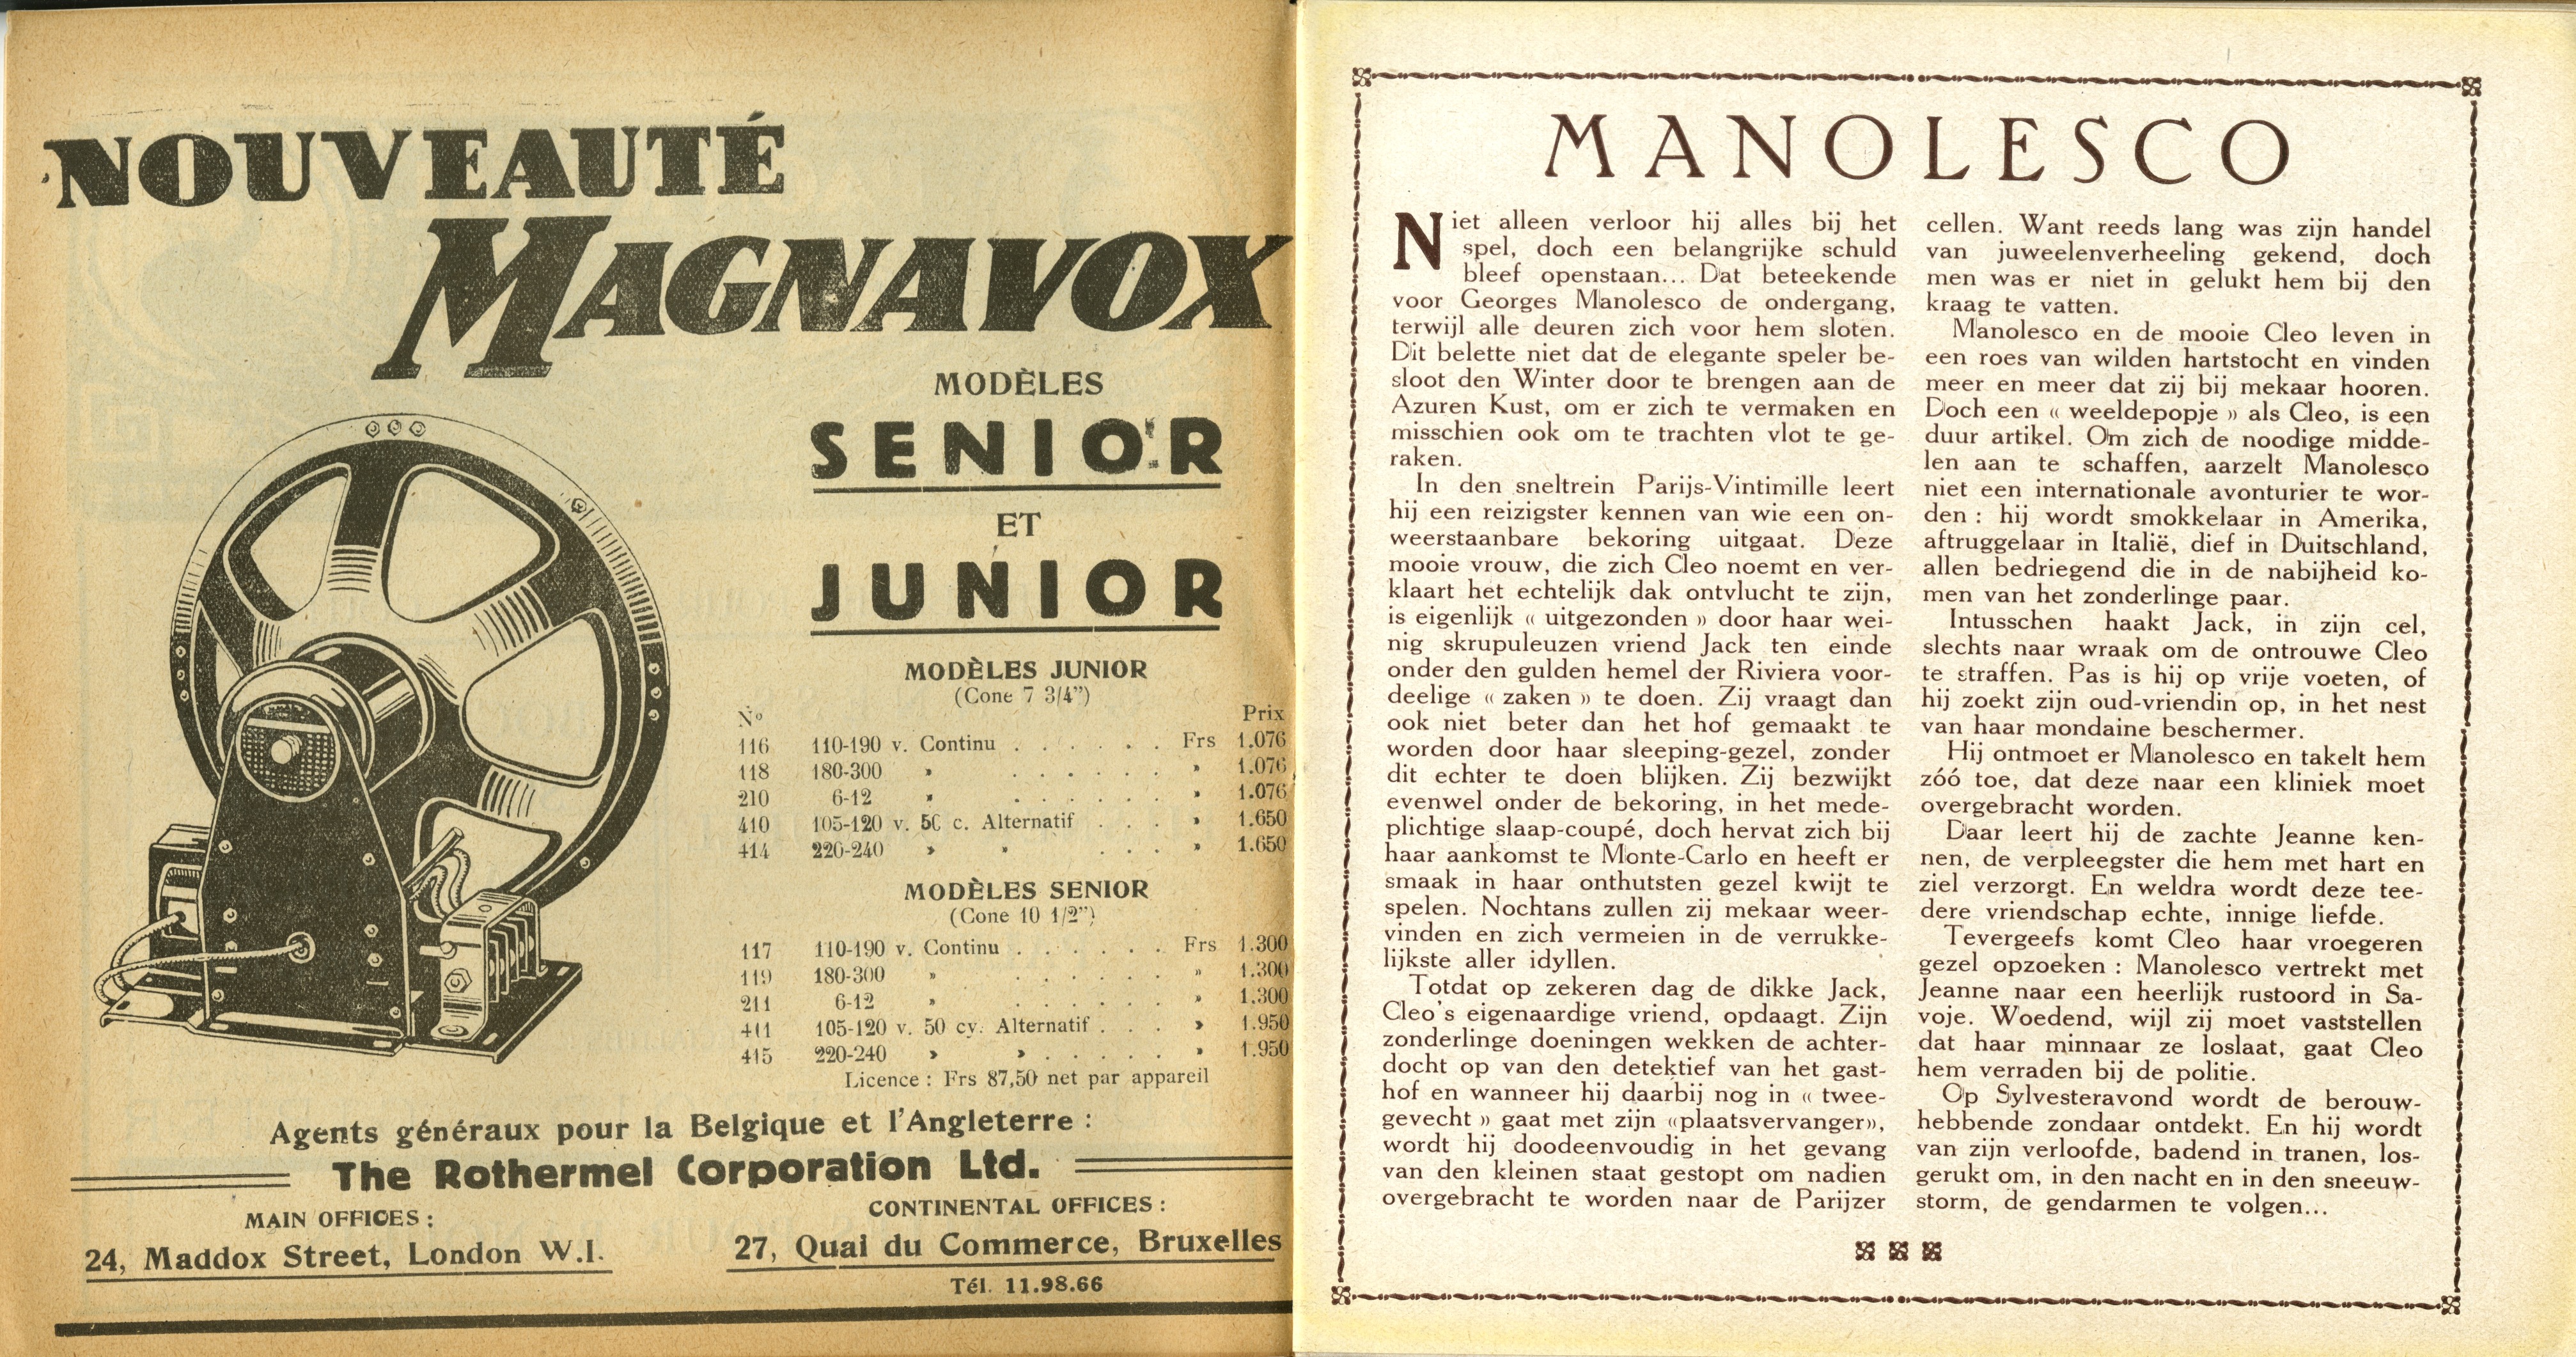 NOUVEAUTÉ
MAGNAVOX
MODÈLES
SENIOR
ET
JUNIOR
MODÈLES JUNIOR
(Cone 7 3/4")
No Prix
116 110-190 v. Continu . . . . . . Frs 1.076
118 180-300 » . . . . . . » 1.076
210 6-12 » . . . . . . » 1.076
410 105-120 v. 50 c. Alternatif . . . » 1.650
414 220-240 » » . . . » 1.650
MODÈLES SENIOR
(Cone 10 1/2")
117 110-190 v. Continu . . . . . . Frs 1.300
119 180-300 » . . . . . . » 1.300
211 6-12 » . . . . . . » 1.300
411 105-120 v. 50 cy. Alternatif . . . » 1.950
415 220-240 » » . . . . . » 1.950
Licence : Frs 87,50 net par appareil
Agents généraux pour la Belgique et l'Angleterre :
The Rothermel Corporation Ltd.
MAIN OFFICES :
24, Maddox Street, London W.I.
CONTINENTAL OFFICES :
27, Quai du Commerce, Bruxelles
Tél. 11.98.66
MANOLESCO
Niet alleen verloor hij alles bij het
spel, doch een belangrijke schuld
bleef openstaan... Dat beteekende
voor Georges Manolesco de ondergang,
terwijl alle deuren zich voor hem sloten.
Dit belette niet dat de elegante speler be-
sloot den Winter door te brengen aan de
Azuren Kust, om er zich te vermaken en
misschien ook om te trachten vlot te ge-
raken.
In den sneltrein Parijs-Vintimille leert
hij een reizigster kennen van wie een on-
weerstaanbare bekoring uitgaat. Deze
mooie vrouw, die zich Cleo noemt en ver-
klaart het echtelijk dak ontvlucht te zijn,
is eigenlijk « uitgezonden » door haar wei-
nig skrupuleuzen vriend Jack ten einde
onder den gulden hemel der Riviera voor-
deelige « zaken » te doen. Zij vraagt dan
ook niet beter dan het hof gemaakt te
worden door haar sleeping-gezel, zonder
dit echter te doen blijken. Zij bezwijkt
evenwel onder de bekoring, in het mede-
plichtige slaap-coupé, doch hervat zich bij
haar aankomst te Monte-Carlo en heeft er
smaak in haar onthutsten gezel kwijt te
spelen. Nochtans zullen zij mekaar weer-
vinden en zich vermeien in de verrukke-
lijkste aller idyllen.
Totdat op zekeren dag de dikke Jack,
Cleo's eigenaardige vriend, opdaagt. Zijn
zonderlinge doeningen wekken de achter-
docht op van den detektief van het gast-
hof en wanneer hij daarbij nog in « twee-
gevecht » gaat met zijn «plaatsvervanger»,
wordt hij doodeenvoudig in het gevang
van den kleinen staat gestopt om nadien
overgebracht te worden naar de Parijzer
cellen. Want reeds lang was zijn handel
van juweelenverheeling gekend, doch
men was er niet in gelukt hem bij den
kraag te vatten.
Manolesco en de mooie Cleo leven in
een roes van wilden hartstocht en vinden
meer en meer dat zij bij mekaar hooren.
Doch een « weeldepopje » als Cleo, is een
duur artikel. Om zich de noodige midde-
len aan te schaffen, aarzelt Manolesco
niet een internationale avonturier te wor-
den : hij wordt smokkelaar in Amerika,
aftruggelaar in Italië, dief in Duitschland,
allen bedriegend die in de nabijheid ko-
men van het zonderlinge paar.
Intusschen haakt Jack, in zijn cel,
slechts naar wraak om de ontrouwe Cleo
te straffen. Pas is hij op vrije voeten, of
hij zoekt zijn oud-vriendin op, in het nest
van haar mondaine beschermer.
Hij ontmoet er Manolesco en takelt hem
zóó toe, dat deze naar een kliniek moet
overgebracht worden.
Daar leert hij de zachte Jeanne ken-
nen, de verpleegster die hem met hart en
ziel verzorgt. En weldra wordt deze tee-
dere vriendschap echte, innige liefde.
Tevergeefs komt Cleo haar vroegeren
gezel opzoeken : Manolesco vertrekt met
Jeanne naar een heerlijk rustoord in Sa-
voje. Woedend, wijl zij moet vaststellen
dat haar minnaar ze loslaat, gaat Cleo
hem verraden bij de politie.
Op Sylvesteravond wordt de berouw-
hebbende zondaar ontdekt. En hij wordt
van zijn verloofde, badend in tranen, los-
gerukt om, in den nacht en in den sneeuw-
storm, de gendarmen te volgen...